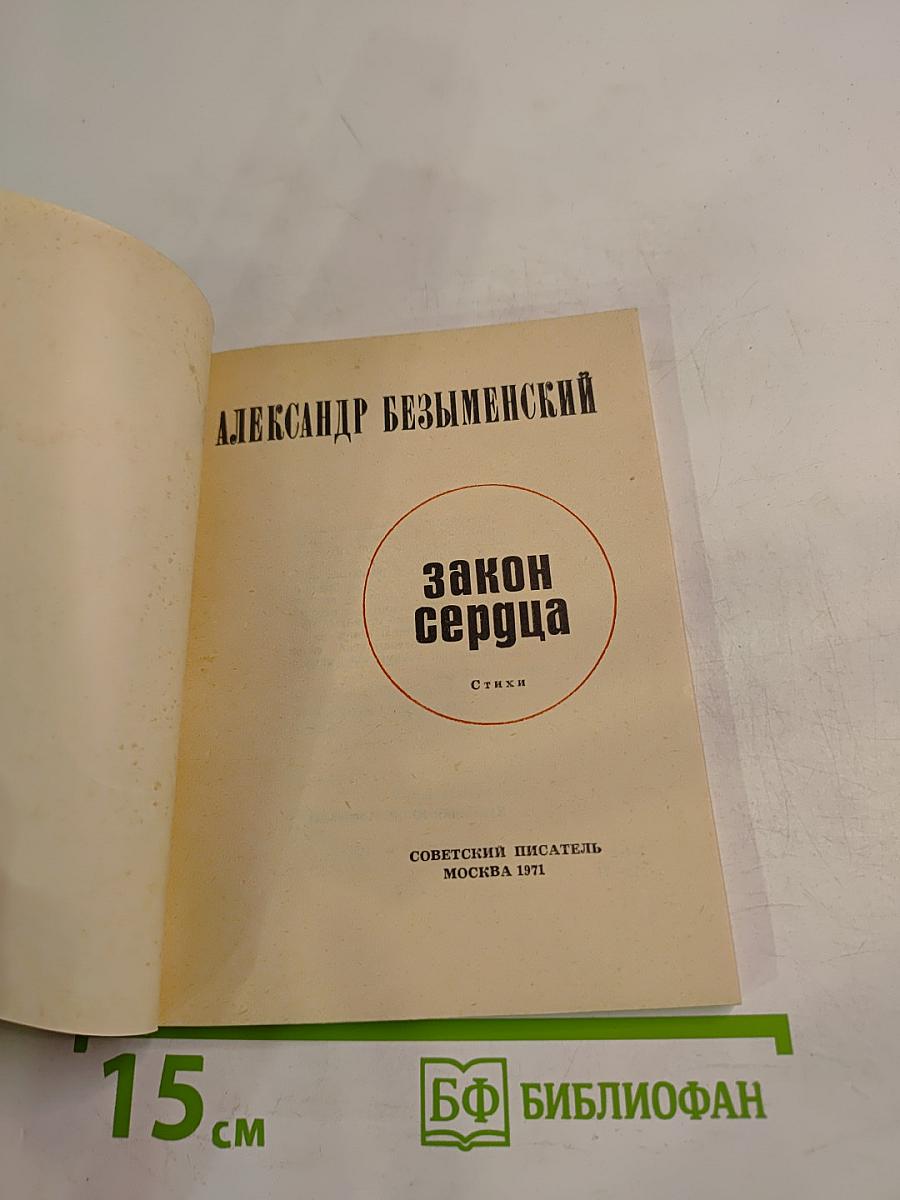 АЛЕКСАНДР БЕЗЫМЕНСКИЙ
закон
сердца
Стихи
СОВЕТСКИЙ ПИСАТЕЛЬ
МОСКВА 1971
15 см
БФ БИБЛИОФАН